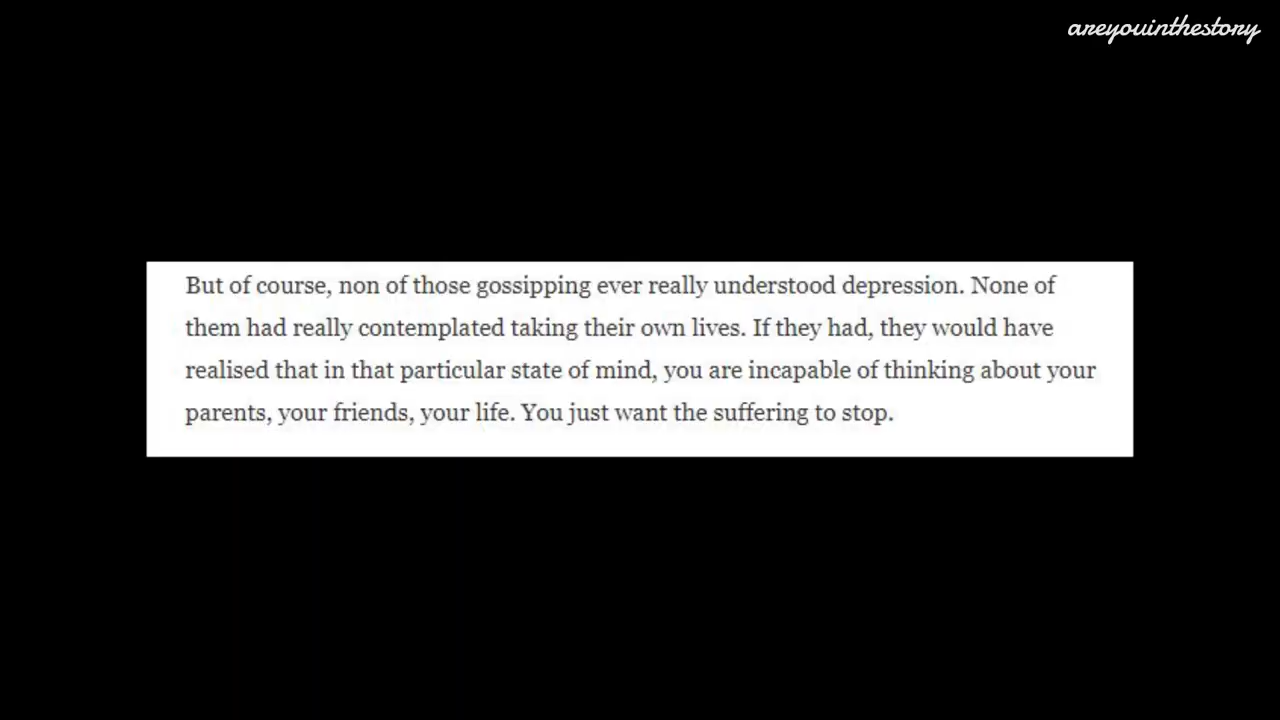 areyouinthestory
But of course, non of those gossipping ever really understood depression. None of
them had really contemplated taking their own lives. If they had, they would have
realised that in that particular state of mind, you are incapable of thinking about your
parents, your friends, your life. You just want the suffering to stop.